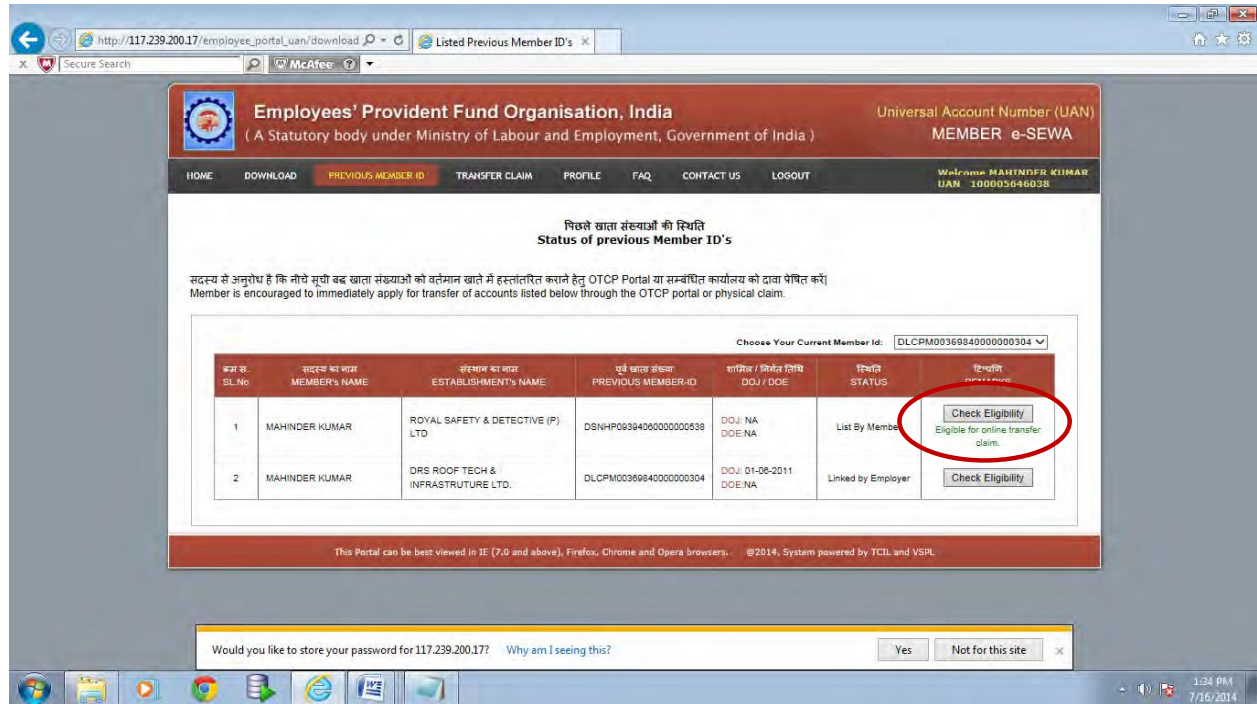 http://117.239.200.17/employee_portal_uan/download
Listed Previous Member ID's
Secure Search
McAfee
Employees' Provident Fund Organisation, India
( A Statutory body under Ministry of Labour and Employment, Government of India )
Universal Account Number (UAN)
MEMBER e-SEWA
HOME DOWNLOAD PREVIOUS MEMBER ID TRANSFER CLAIM PROFILE FAQ CONTACT US LOGOUT
Welcome MAHINDER KUMAR
UAN 100005646038
पिछले खाता संख्याओं की स्थिति
Status of previous Member ID's
सदस्य से अनुरोध है कि नीचे सूची बद्ध खाता संख्याओं को वर्तमान खाते में हस्तांतरित कराने हेतु OTCP Portal या सम्बंधित कार्यालय को दावा प्रेषित करें|
Member is encouraged to immediately apply for transfer of accounts listed below through the OTCP portal or physical claim.
Choose Your Current Member Id: DLCPM00369840000000304
क्रम स. सदस्य का नाम संस्थान का नाम पूर्व खाता संख्या शामिल / निर्गत तिथि स्थिति टिप्पणि
SL.No MEMBER's NAME ESTABLISHMENT's NAME PREVIOUS MEMBER-ID DOJ / DOE STATUS REMARKS
1 MAHINDER KUMAR ROYAL SAFETY & DETECTIVE (P) LTD DSNHP09394060000000538 DOJ: NA DOE:NA List By Member Check Eligibility
Eligible for online transfer claim.
2 MAHINDER KUMAR DRS ROOF TECH & INFRASTRUTURE LTD. DLCPM00369840000000304 DOJ: 01-06-2011 DOE:NA Linked by Employer Check Eligibility
This Portal can be best viewed in IE (7.0 and above), Firefox, Chrome and Opera browsers. @2014, System powered by TCIL and VSPL
Would you like to store your password for 117.239.200.17? Why am I seeing this? Yes Not for this site
1:34 PM
7/16/2014